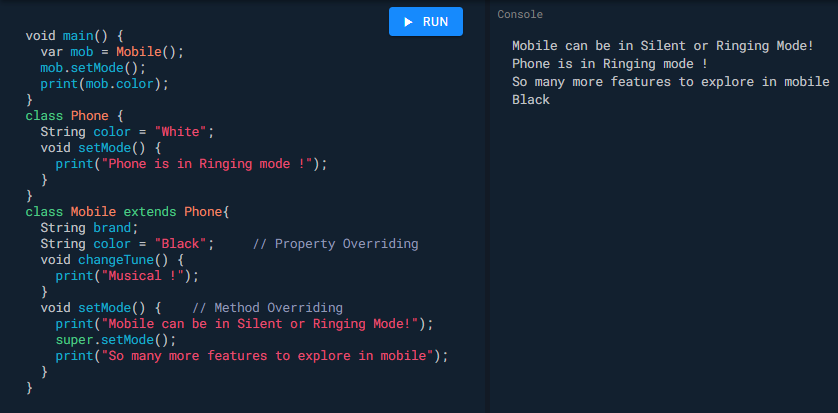 RUN
void main() {
  var mob = Mobile();
  mob.setMode();
  print(mob.color);
}
class Phone {
  String color = "White";
  void setMode() {
    print("Phone is in Ringing mode !");
  }
}
class Mobile extends Phone{
  String brand;
  String color = "Black";     // Property Overriding
  void changeTune() {
    print("Musical !");
  }
  void setMode() {    // Method Overriding
    print("Mobile can be in Silent or Ringing Mode!");
    super.setMode();
    print("So many more features to explore in mobile");
  }
}
Console
Mobile can be in Silent or Ringing Mode!
Phone is in Ringing mode !
So many more features to explore in mobile
Black